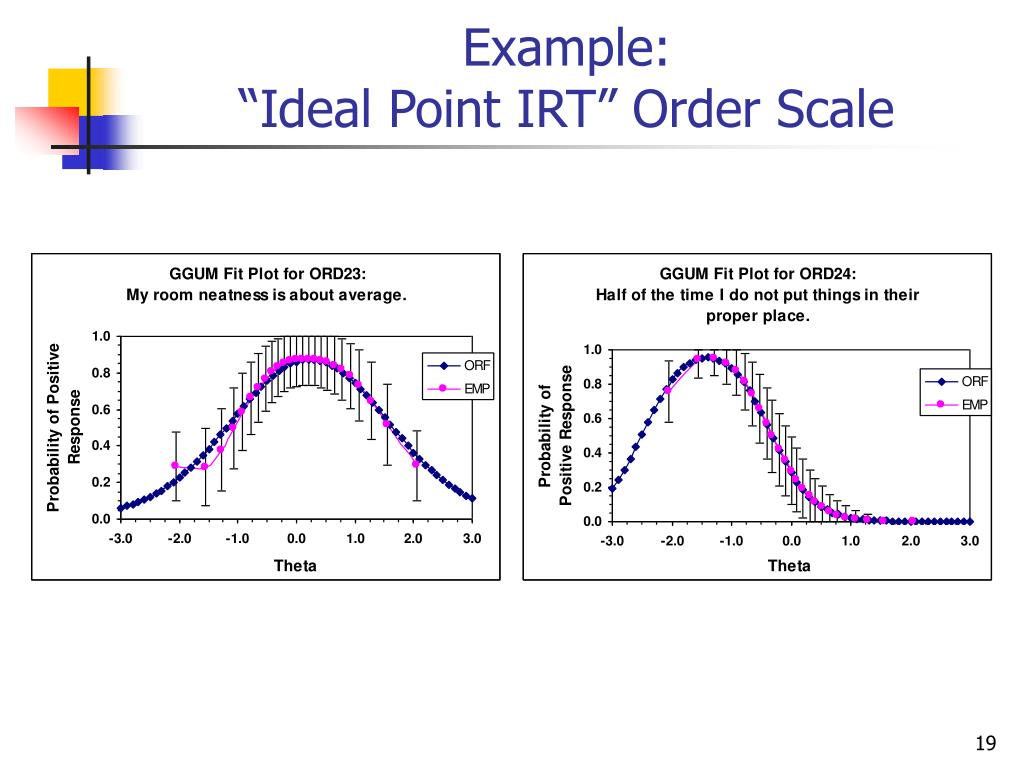 Example:
“Ideal Point IRT” Order Scale
GGUM Fit Plot for ORD23:
My room neatness is about average.
Probability of Positive
Response
1.0
0.8
0.6
0.4
0.2
0.0
-3.0 -2.0 -1.0 0.0 1.0 2.0 3.0
Theta
ORF
EMP
GGUM Fit Plot for ORD24:
Half of the time I do not put things in their
proper place.
Probability of
Positive Response
1.0
0.8
0.6
0.4
0.2
0.0
-3.0 -2.0 -1.0 0.0 1.0 2.0 3.0
Theta
ORF
EMP
19